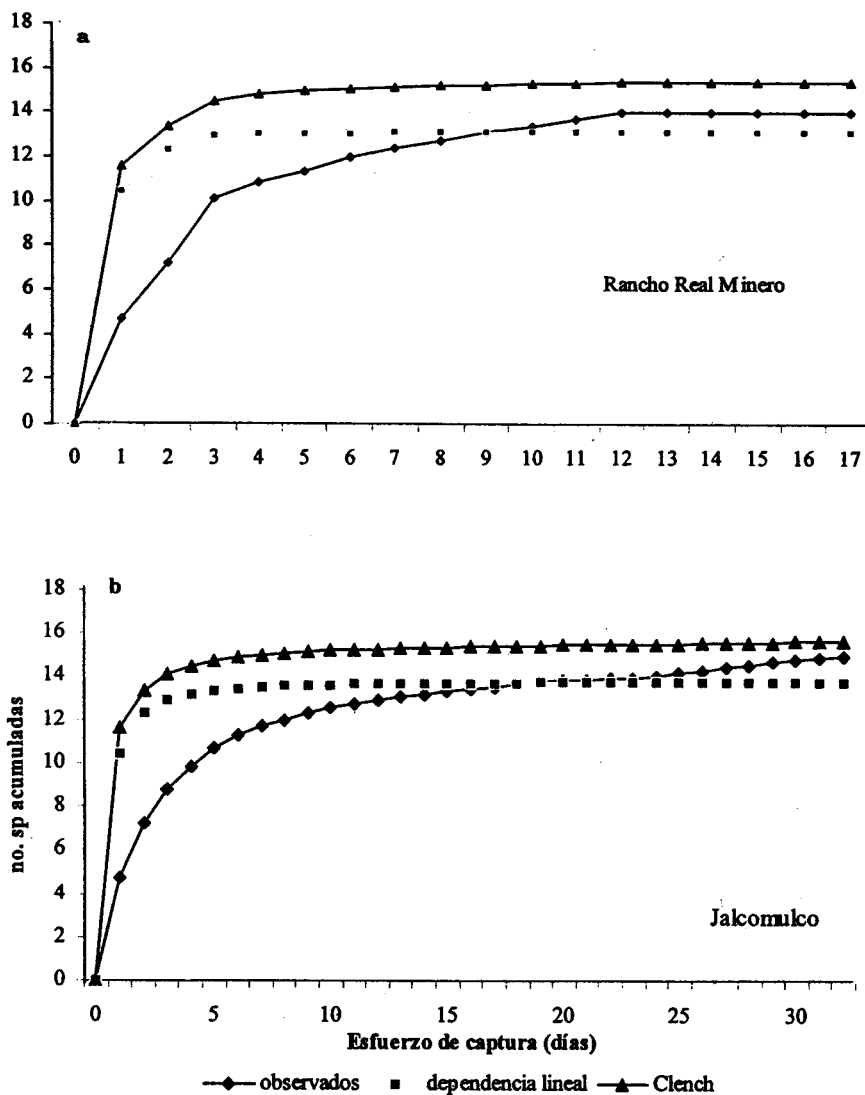 a
18
16
14
12
10
8
6
4
2
0
0 1 2 3 4 5 6 7 8 9 10 11 12 13 14 15 16 17
Rancho Real Minero
b
18
16
14
12
10
8
6
4
2
0
no. sp acumuladas
Jalcomulco
0 5 10 15 20 25 30
Esfuerzo de captura (días)
observados dependencia lineal Clench